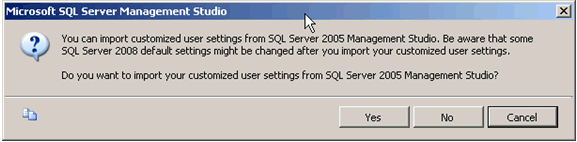 Microsoft SQL Server Management Studio
You can import customized user settings from SQL Server 2005 Management Studio. Be aware that some
SQL Server 2008 default settings might be changed after you import your customized user settings.
Do you want to import your customized user settings from SQL Server 2005 Management Studio?
Yes No Cancel